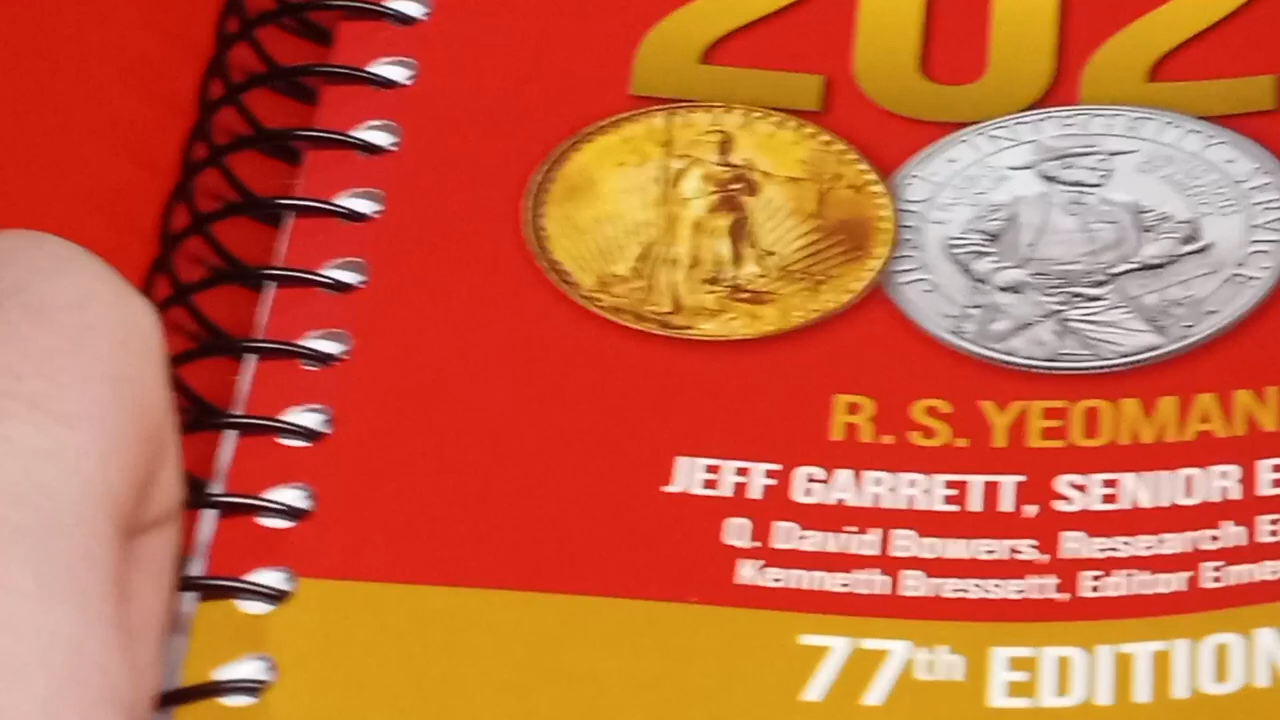 202
R. S. YEOMAN
JEFF GARRETT, SENIOR E
Q. David Bowers, Research E
Kenneth Bressett, Editor Eme
77th EDITION